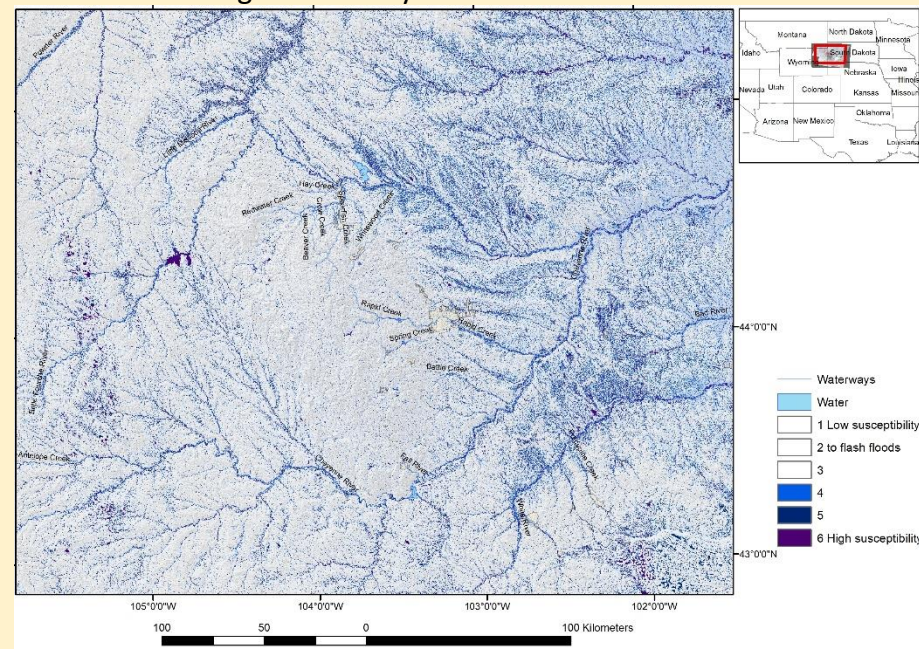 Powder River
Little Missouri River
Hay Creek
Redwater Creek
Crow Creek
Beaver Creek
Whitewood Creek
Cheyenne River
Rapid Creek
Rapid Creek
Spring Creek
Battle Creek
Bad River
Antelope Creek
Cheyenne River
Fall River
White River
Montana
North Dakota
Minnesota
Idaho
South Dakota
Wyoming
Iowa
Nebraska
Illinois
Nevada
Utah
Colorado
Kansas
Missouri
Oklahoma
Arizona
New Mexico
Texas
Louisiana
44°0'0"N
43°0'0"N
Waterways
Water
1 Low susceptibility
2 to flash floods
3
4
5
6 High susceptibility
105°0'0"W
104°0'0"W
103°0'0"W
102°0'0"W
100
50
0
100 Kilometers